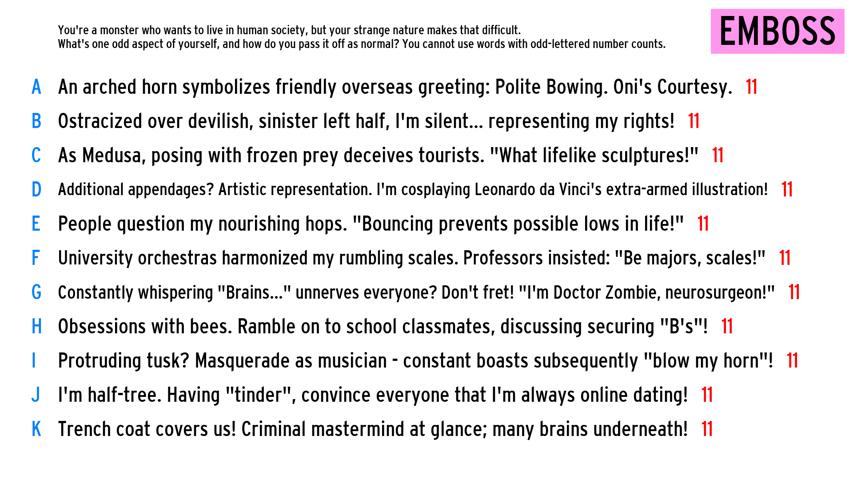 You're a monster who wants to live in human society, but your strange nature makes that difficult.
What's one odd aspect of yourself, and how do you pass it off as normal? You cannot use words with odd-lettered number counts.
EMBOSS
A An arched horn symbolizes friendly overseas greeting: Polite Bowing. Oni's Courtesy. 11
B Ostracized over devilish, sinister left half, I'm silent... representing my rights! 11
C As Medusa, posing with frozen prey deceives tourists. "What lifelike sculptures!" 11
D Additional appendages? Artistic representation. I'm cosplaying Leonardo da Vinci's extra-armed illustration! 11
E People question my nourishing hops. "Bouncing prevents possible lows in life!" 11
F University orchestras harmonized my rumbling scales. Professors insisted: "Be majors, scales!" 11
G Constantly whispering "Brains..." unnerves everyone? Don't fret! "I'm Doctor Zombie, neurosurgeon!" 11
H Obsessions with bees. Ramble on to school classmates, discussing securing "B's"! 11
I Protruding tusk? Masquerade as musician - constant boasts subsequently "blow my horn"! 11
J I'm half-tree. Having "tinder", convince everyone that I'm always online dating! 11
K Trench coat covers us! Criminal mastermind at glance; many brains underneath! 11